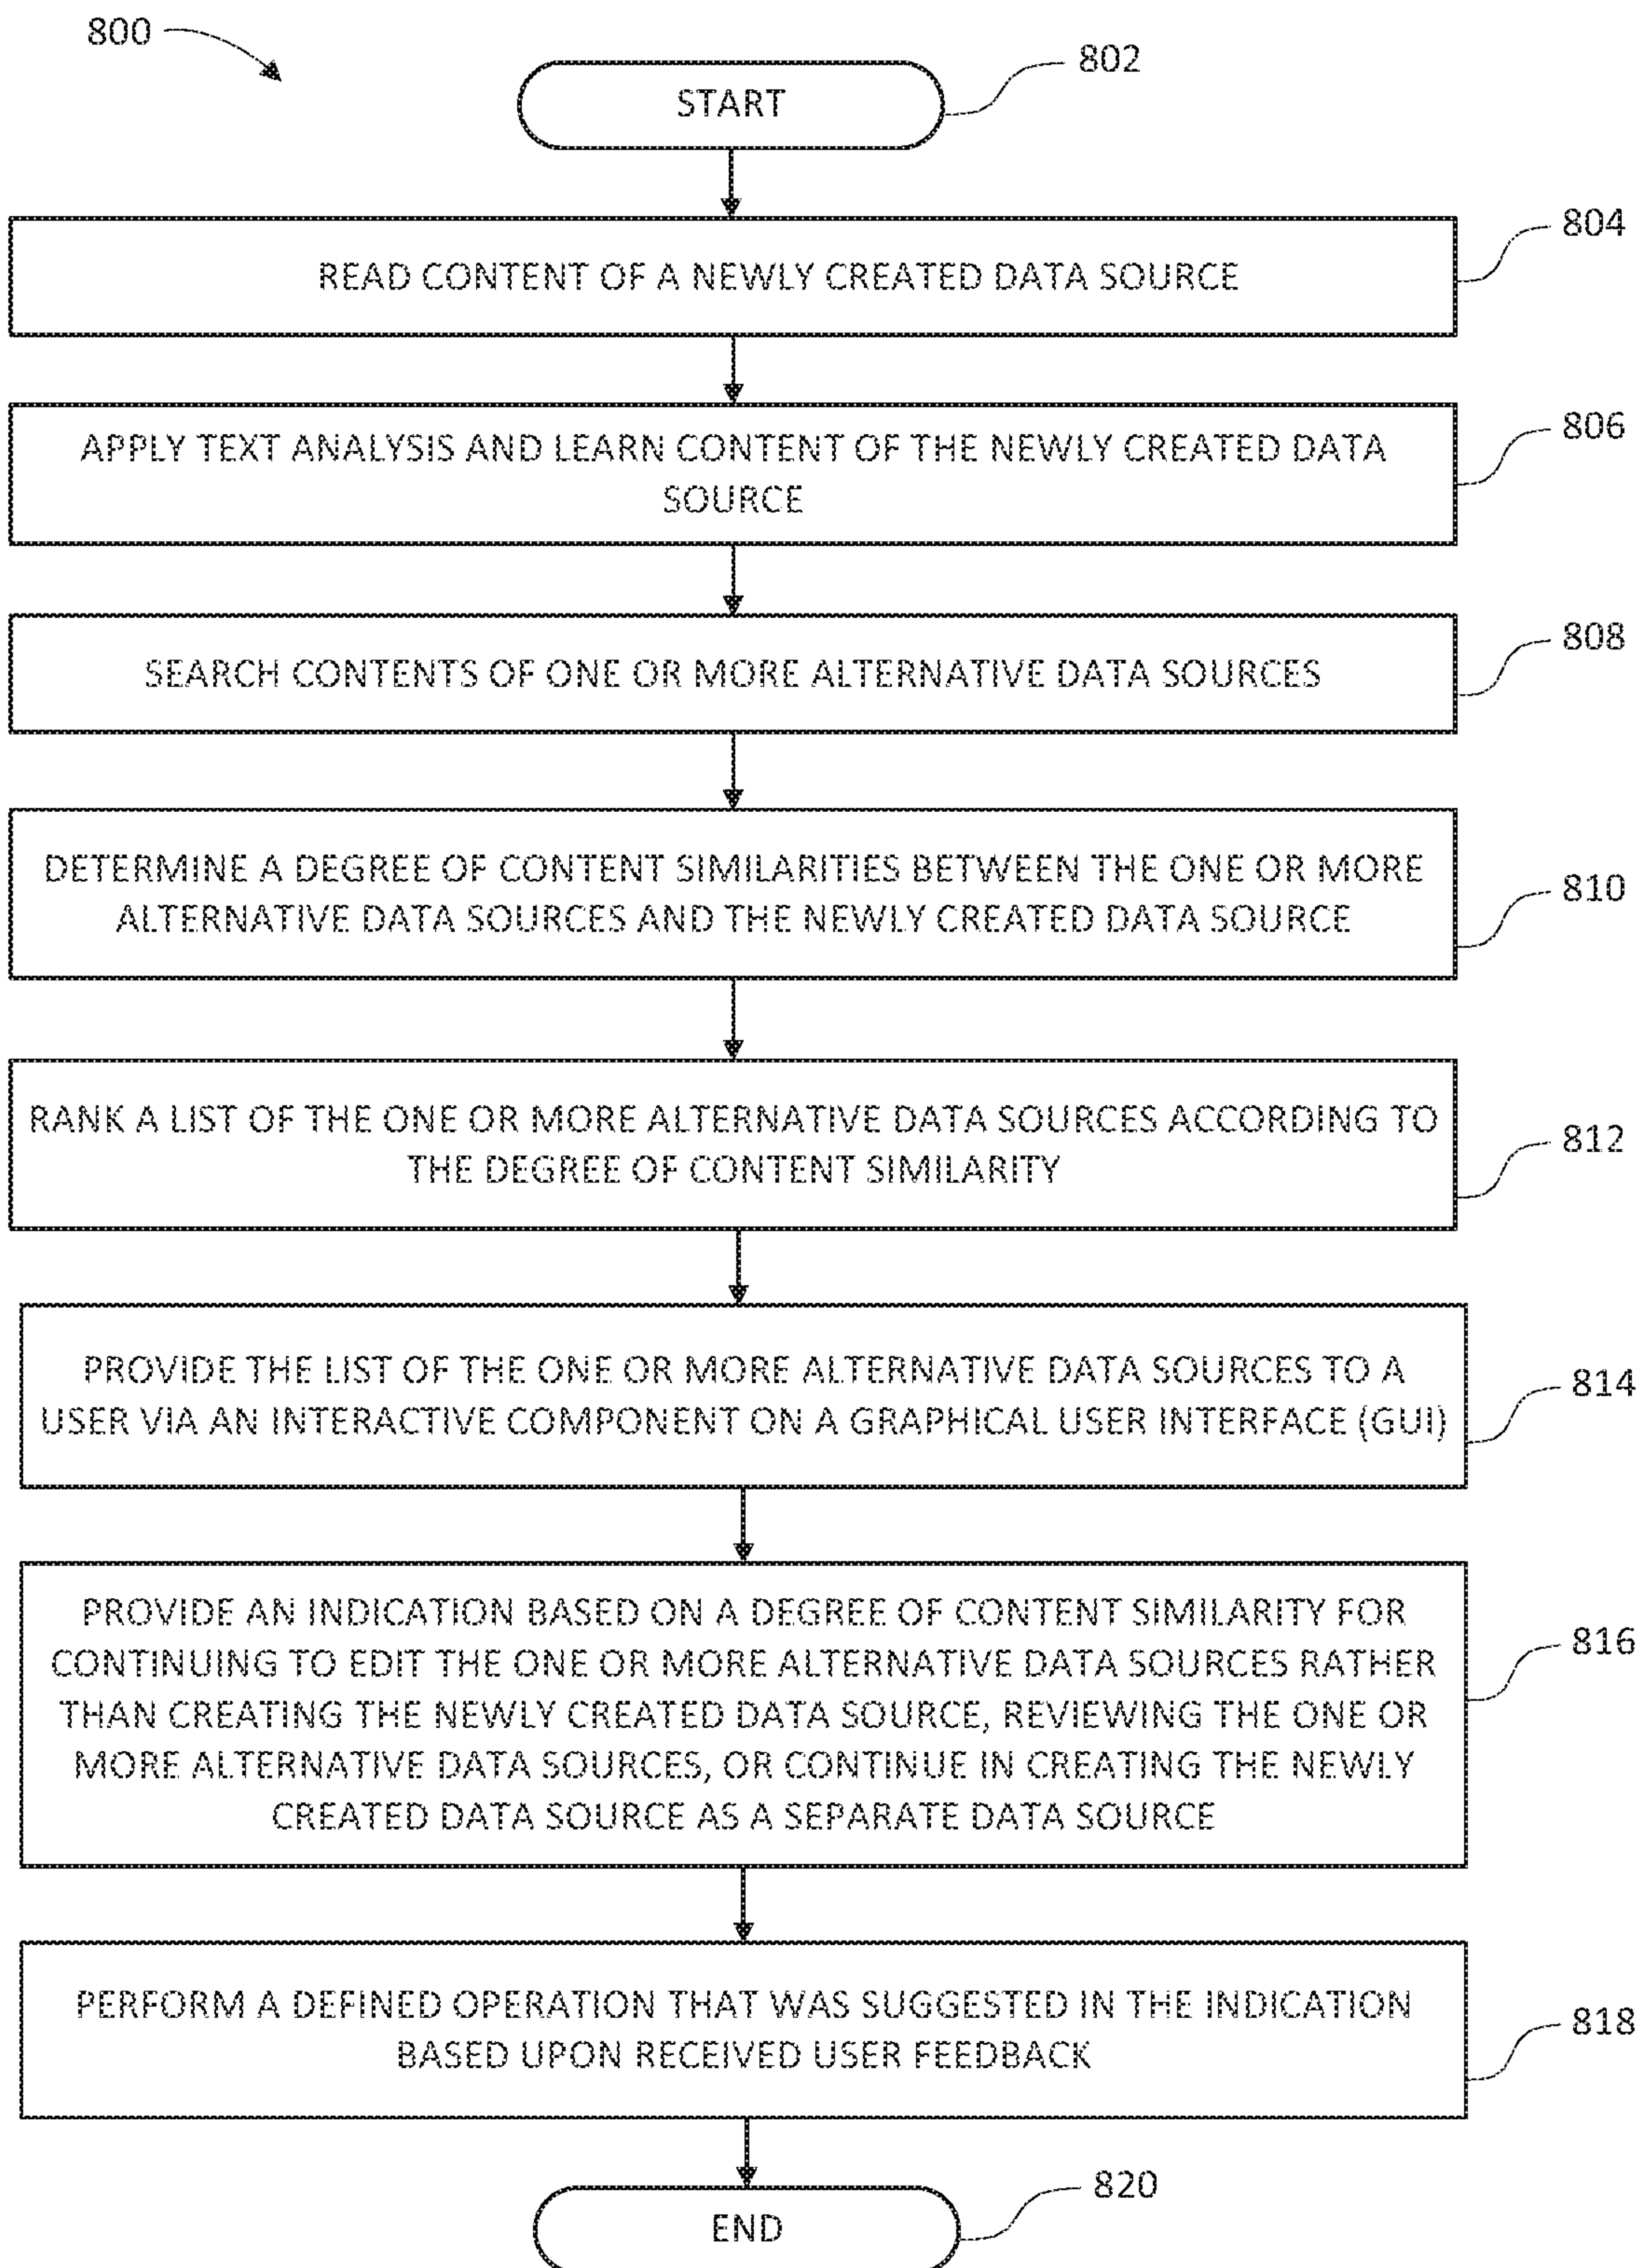 800
START
802
READ CONTENT OF A NEWLY CREATED DATA SOURCE
804
APPLY TEXT ANALYSIS AND LEARN CONTENT OF THE NEWLY CREATED DATA
SOURCE
806
SEARCH CONTENTS OF ONE OR MORE ALTERNATIVE DATA SOURCES
808
DETERMINE A DEGREE OF CONTENT SIMILARITIES BETWEEN THE ONE OR MORE
ALTERNATIVE DATA SOURCES AND THE NEWLY CREATED DATA SOURCE
810
RANK A LIST OF THE ONE OR MORE ALTERNATIVE DATA SOURCES ACCORDING TO
THE DEGREE OF CONTENT SIMILARITY
812
PROVIDE THE LIST OF THE ONE OR MORE ALTERNATIVE DATA SOURCES TO A
USER VIA AN INTERACTIVE COMPONENT ON A GRAPHICAL USER INTERFACE (GUI)
814
PROVIDE AN INDICATION BASED ON A DEGREE OF CONTENT SIMILARITY FOR
CONTINUING TO EDIT THE ONE OR MORE ALTERNATIVE DATA SOURCES RATHER
THAN CREATING THE NEWLY CREATED DATA SOURCE, REVIEWING THE ONE OR
MORE ALTERNATIVE DATA SOURCES, OR CONTINUE IN CREATING THE NEWLY
CREATED DATA SOURCE AS A SEPARATE DATA SOURCE
816
PERFORM A DEFINED OPERATION THAT WAS SUGGESTED IN THE INDICATION
BASED UPON RECEIVED USER FEEDBACK
818
END
820